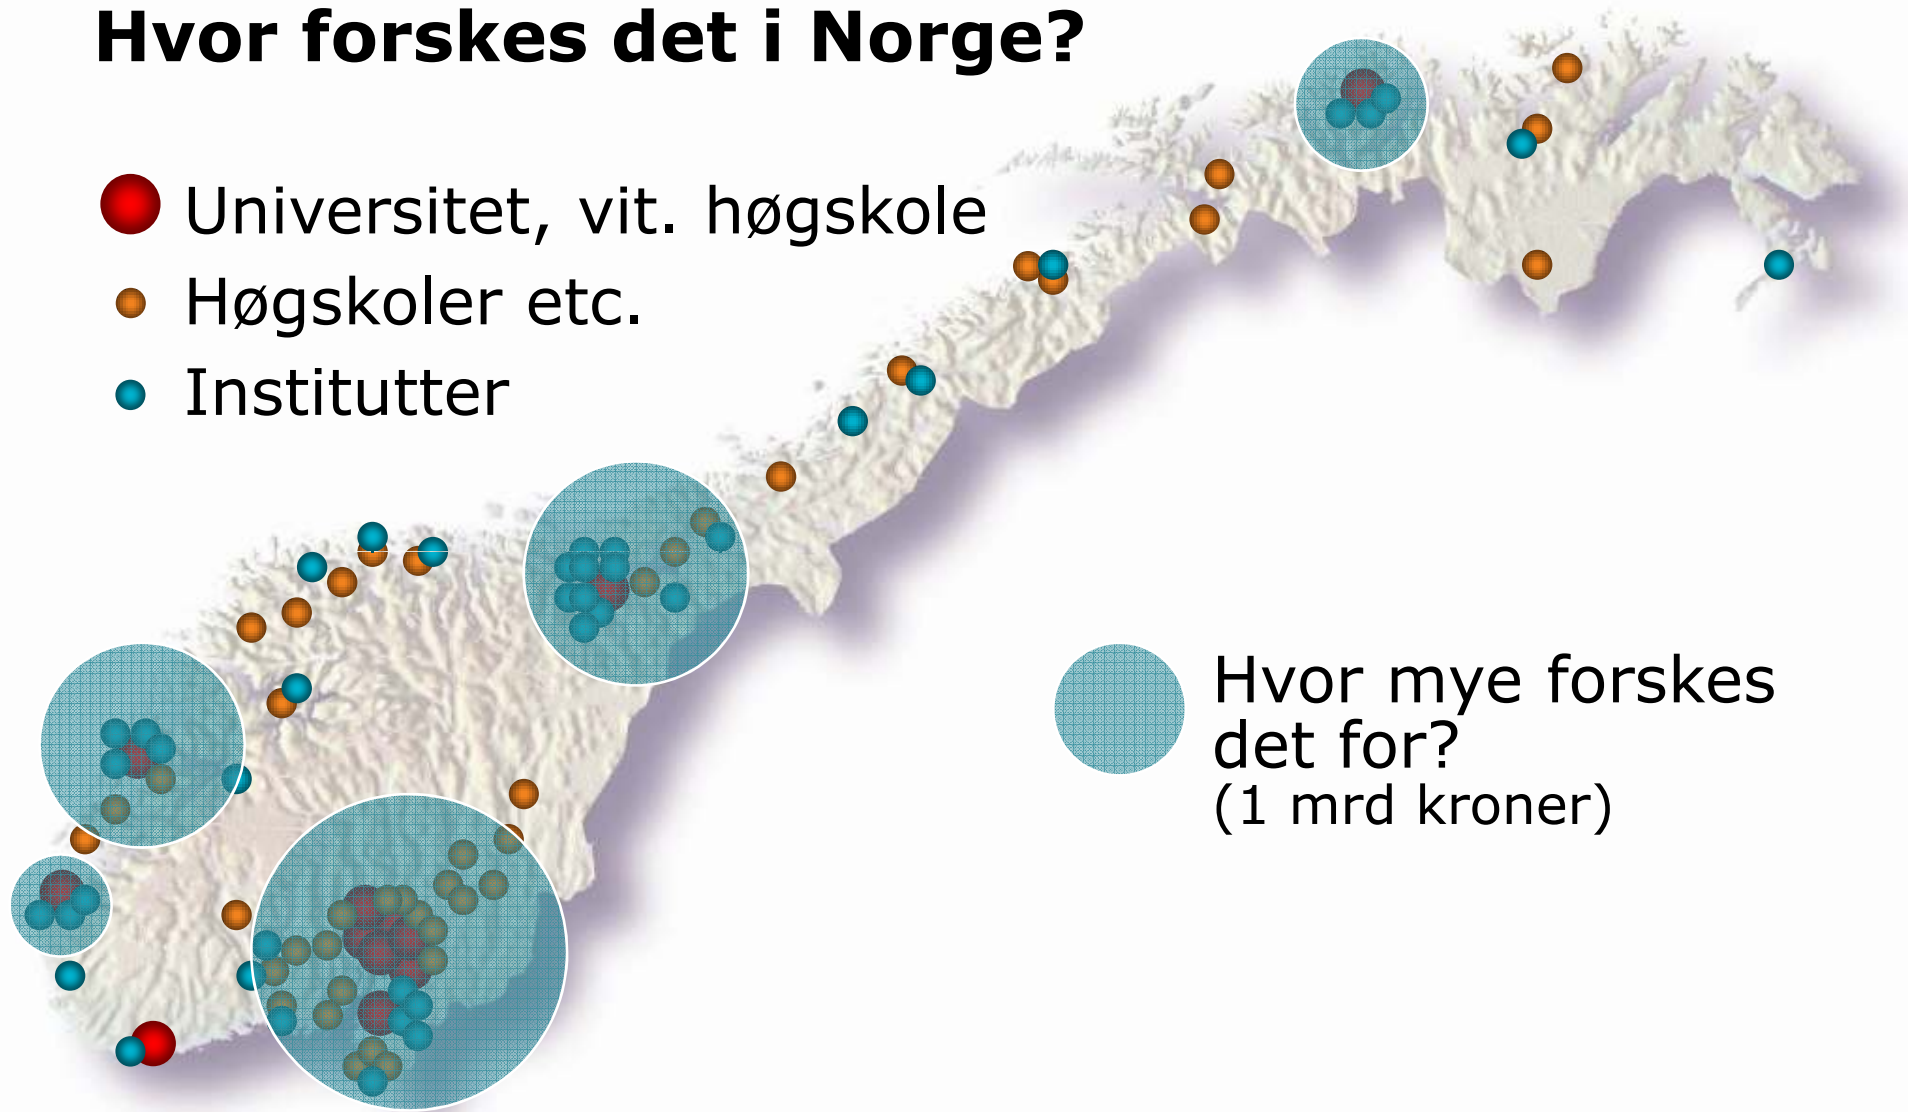 Hvor forskes det i Norge?
Universitet, vit. høgskole
Høgskoler etc.
Institutter
Hvor mye forskes
det for?
(1 mrd kroner)